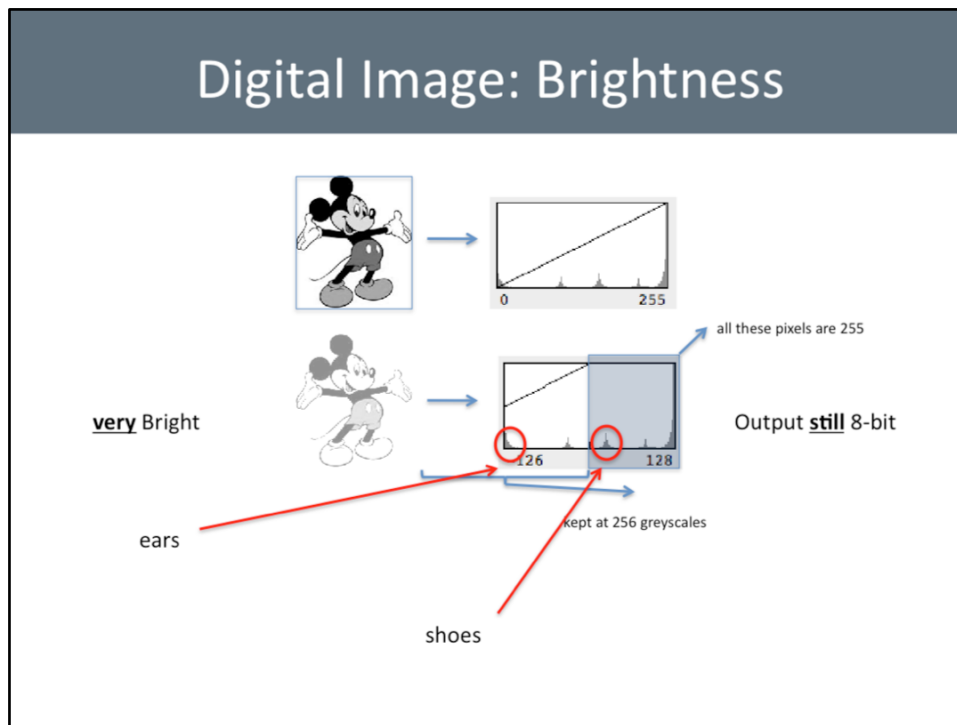 Digital Image: Brightness
0 255
all these pixels are 255
very Bright
Output still 8-bit
126 128
kept at 256 greyscales
ears
shoes